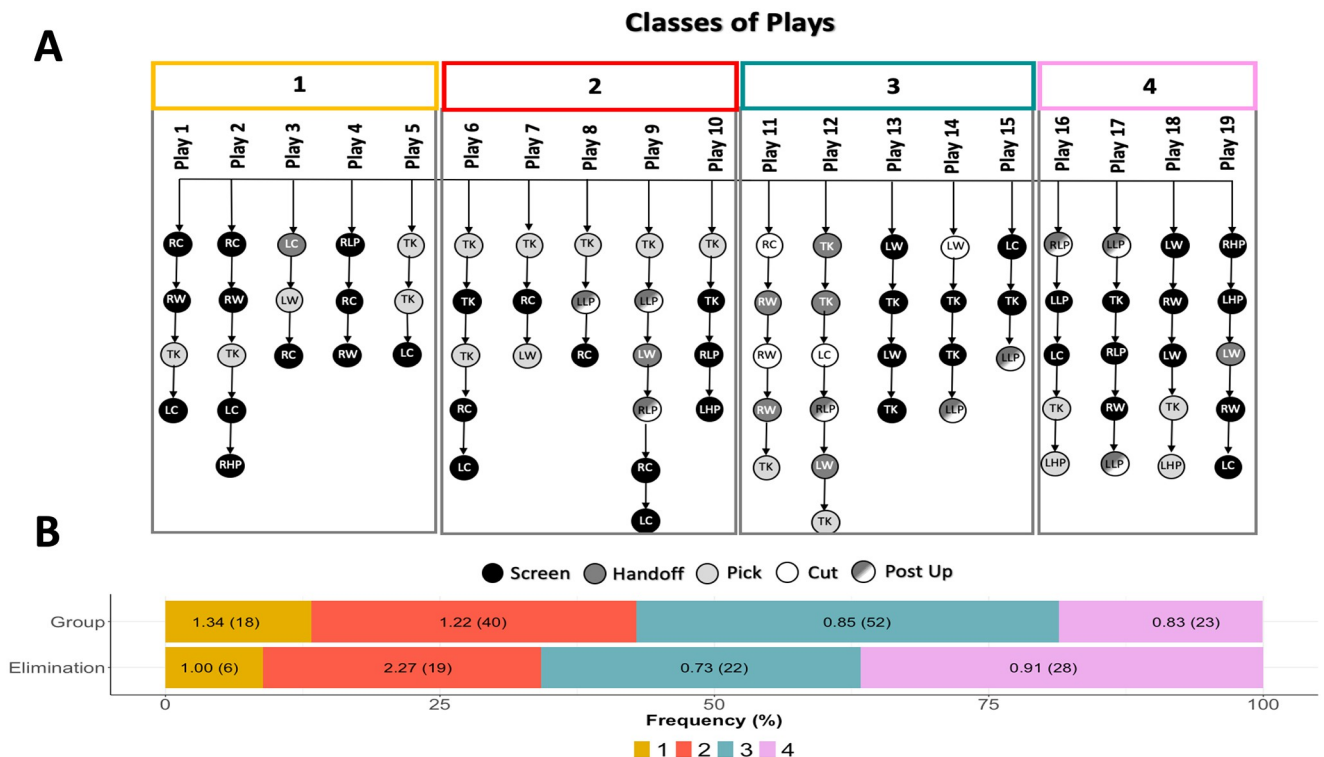 Classes of Plays
A
1 2 3 4
Play 1 Play 2 Play 3 Play 4 Play 5 Play 6 Play 7 Play 8 Play 9 Play 10 Play 11 Play 12 Play 13 Play 14 Play 15 Play 16 Play 17 Play 18 Play 19
RC RC LC RLP TK TK TK TK TK TK RC TK LW LW LC RLP LLP LW RHP
RW RW LW RC TK TK RC LLP LLP TK RW TK TK TK TK LLP TK RW LHP
TK TK RC RW LC TK LW RC LW RLP RW LC LW TK LLP LC RLP LW LW
LC LC RC RLP LHP RW RLP TK LLP TK RW TK RW
RHP LC RC TK LW LHP LLP LHP LC
LC TK
B
Screen Handoff Pick Cut Post Up
Group 1.34 (18) 1.22 (40) 0.85 (52) 0.83 (23)
Elimination 1.00 (6) 2.27 (19) 0.73 (22) 0.91 (28)
0 25 50 75 100
Frequency (%)
1 2 3 4